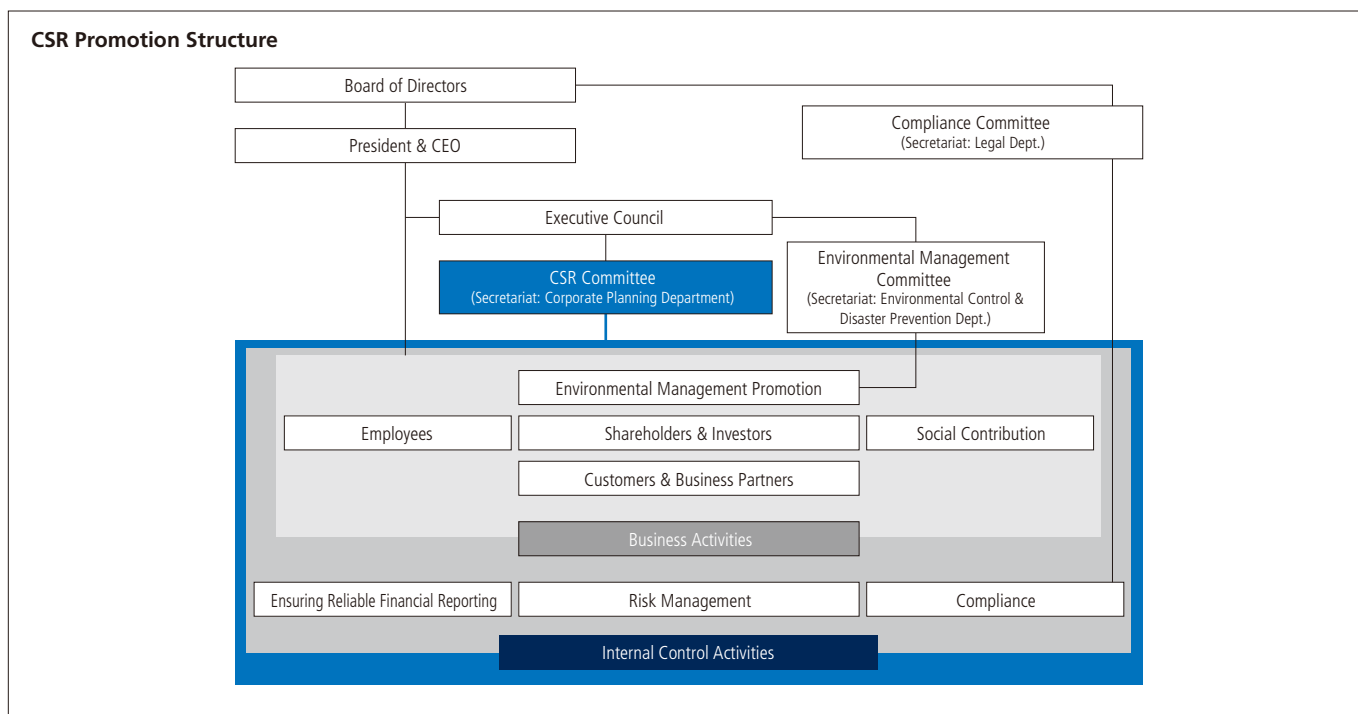 CSR Promotion Structure
Board of Directors
President & CEO
Compliance Committee
(Secretariat: Legal Dept.)
Executive Council
CSR Committee
(Secretariat: Corporate Planning Department)
Environmental Management
Committee
(Secretariat: Environmental Control &
Disaster Prevention Dept.)
Environmental Management Promotion
Employees
Shareholders & Investors
Social Contribution
Customers & Business Partners
Business Activities
Ensuring Reliable Financial Reporting
Risk Management
Compliance
Internal Control Activities